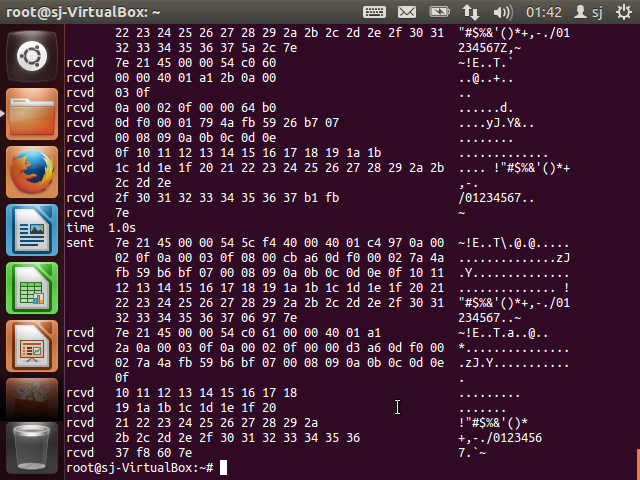 root@sj-VirtualBox: ~ 01:42 sj
22 23 24 25 26 27 28 29 2a 2b 2c 2d 2e 2f 30 31 "#$%&'()*+,-./01
32 33 34 35 36 37 5a 2c 7e 234567Z,~
rcvd 7e 21 45 00 00 54 c0 60 ~!E..T.`
rcvd 00 00 40 01 a1 2b 0a 00 ..@..+..
rcvd 03 0f ..
rcvd 0a 00 02 0f 00 00 64 b0 ......d.
rcvd 0d f0 00 01 79 4a fb 59 26 b7 07 ....yJ.Y&..
rcvd 00 08 09 0a 0b 0c 0d 0e ........
rcvd 0f 10 11 12 13 14 15 16 17 18 19 1a 1b .............
rcvd 1c 1d 1e 1f 20 21 22 23 24 25 26 27 28 29 2a 2b .... !"#$%&'()*+
2c 2d 2e ,-.
rcvd 2f 30 31 32 33 34 35 36 37 b1 fb /01234567..
rcvd 7e ~
time 1.0s
sent 7e 21 45 00 00 54 5c f4 40 00 40 01 c4 97 0a 00 ~!E..T\.@.@.....
02 0f 0a 00 03 0f 08 00 cb a6 0d f0 00 02 7a 4a ..............zJ
fb 59 b6 bf 07 00 08 09 0a 0b 0c 0d 0e 0f 10 11 .Y..............
12 13 14 15 16 17 18 19 1a 1b 1c 1d 1e 1f 20 21 .............. !
22 23 24 25 26 27 28 29 2a 2b 2c 2d 2e 2f 30 31 "#$%&'()*+,-./01
32 33 34 35 36 37 06 97 7e 234567..~
rcvd 7e 21 45 00 00 54 c0 61 00 00 40 01 a1 ~!E..T.a..@..
rcvd 2a 0a 00 03 0f 0a 00 02 0f 00 00 d3 a6 0d f0 00 *...............
rcvd 02 7a 4a fb 59 b6 bf 07 00 08 09 0a 0b 0c 0d 0e .zJ.Y...........
0f .
rcvd 10 11 12 13 14 15 16 17 18 .........
rcvd 19 1a 1b 1c 1d 1e 1f 20 .......
rcvd 21 22 23 24 25 26 27 28 29 2a !"#$%&'()*
rcvd 2b 2c 2d 2e 2f 30 31 32 33 34 35 36 +,-./0123456
rcvd 37 f8 60 7e 7.`~
root@sj-VirtualBox:~#